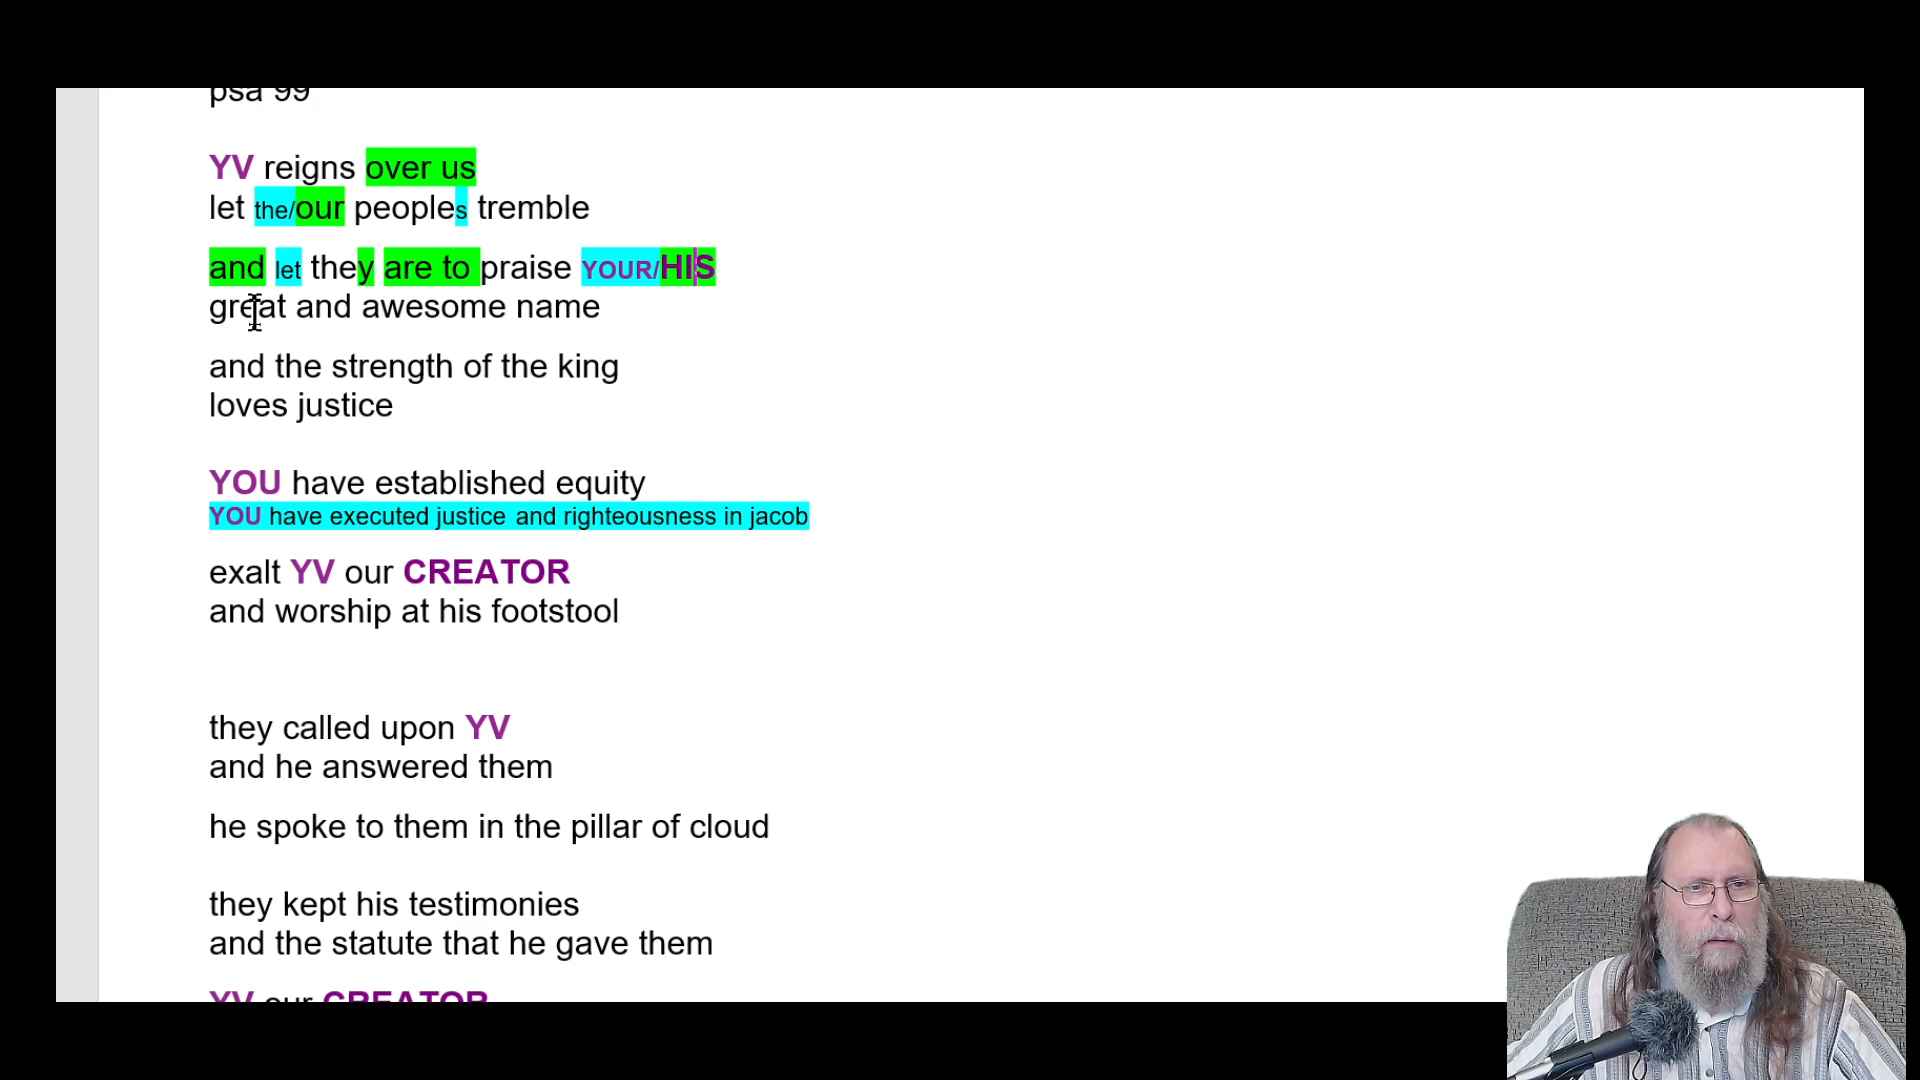 psa 99
YV reigns over us
let the/our peoples tremble
and let they are to praise YOUR/HIS
great and awesome name
and the strength of the king
loves justice
YOU have established equity
YOU have executed justice and righteousness in jacob
exalt YV our CREATOR
and worship at his footstool
they called upon YV
and he answered them
he spoke to them in the pillar of cloud
they kept his testimonies
and the statute that he gave them
YV our CREATOR